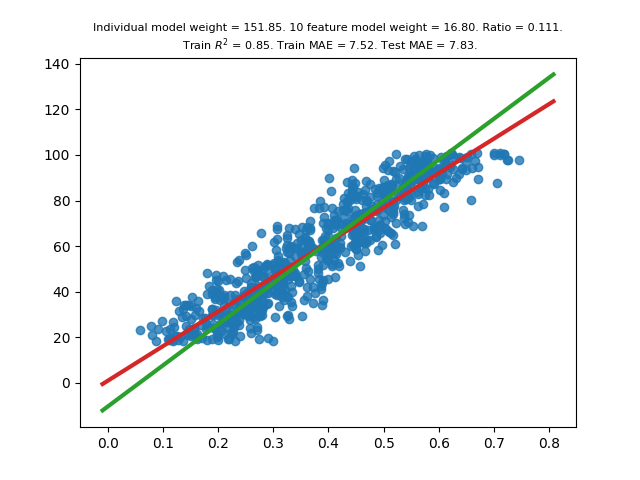 Individual model weight = 151.85. 10 feature model weight = 16.80. Ratio = 0.111.
Train R² = 0.85. Train MAE = 7.52. Test MAE = 7.83.
140
120
100
80
60
40
20
0
0.0 0.1 0.2 0.3 0.4 0.5 0.6 0.7 0.8